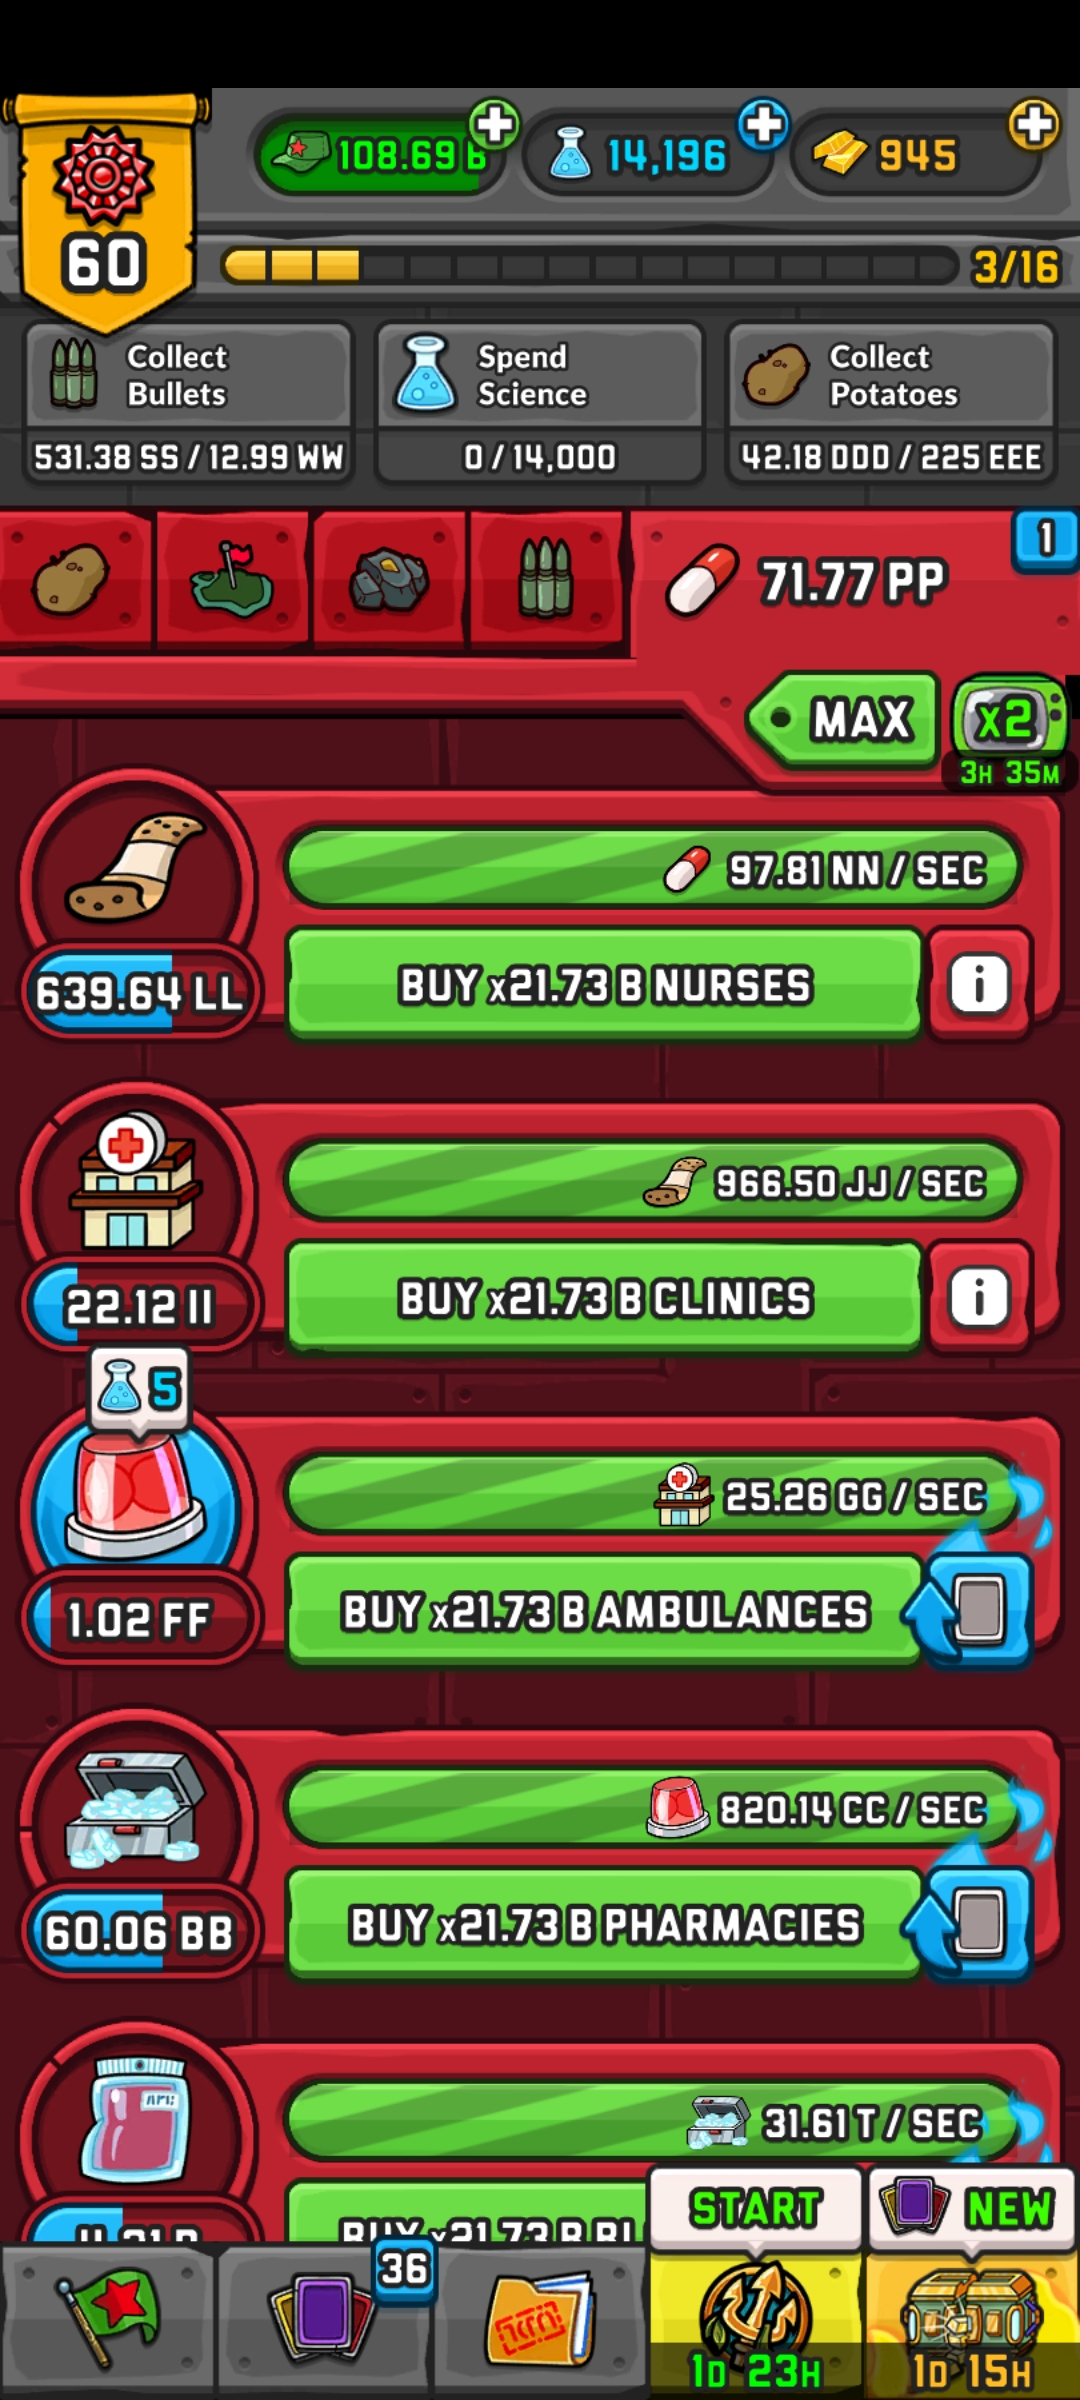 108.69 B
14,196
945
60
3/16
Collect
Bullets
531.38 SS / 12.99 WW
Spend
Science
0 / 14,000
Collect
Potatoes
42.18 DDD / 225 EEE
71.77 PP
1
MAX
x2
3H 35M
97.81 NN / SEC
639.64 LL
BUY x21.73 B NURSES
i
966.50 JJ / SEC
22.12 II
BUY x21.73 B CLINICS
i
5
25.26 GG / SEC
1.02 FF
BUY x21.73 B AMBULANCES
820.14 CC / SEC
60.06 BB
BUY x21.73 B PHARMACIES
31.61 T / SEC
BUY x21.73 B
START
NEW
36
1D 23H
1D 15H